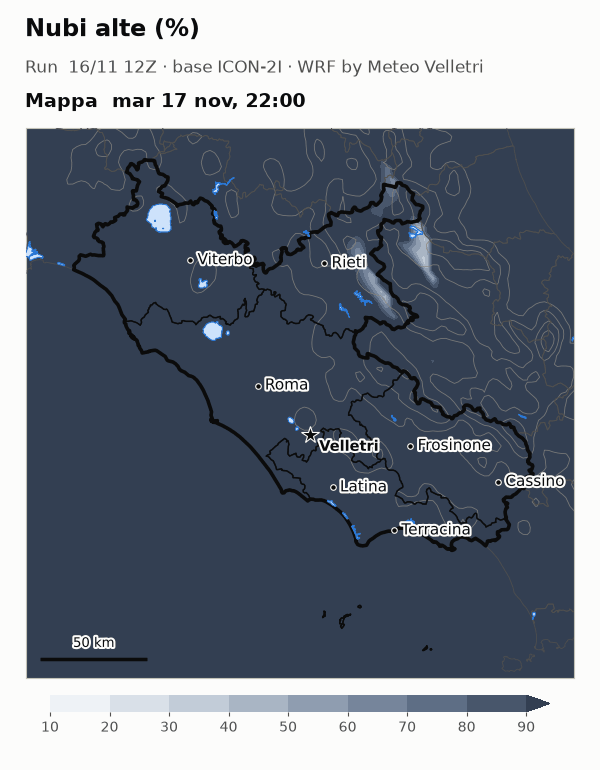 Nubi alte (%)
Run 16/11 12Z · base ICON-2I · WRF by Meteo Velletri
Mappa mar 17 nov, 22:00
Viterbo
Rieti
Roma
Velletri
Frosinone
Latina
Cassino
Terracina
50 km
10 20 30 40 50 60 70 80 90